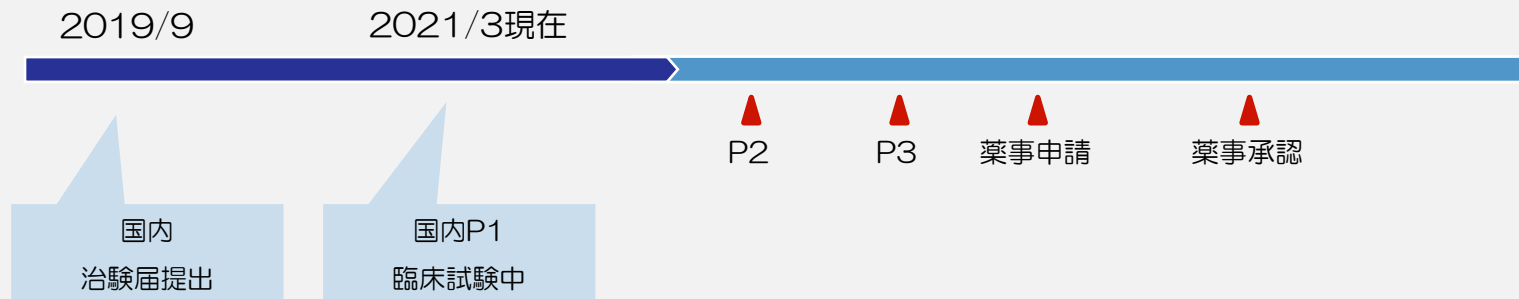 2019/9
2021/3現在
P2
P3
薬事申請
薬事承認
国内
治験届提出
国内P1
臨床試験中